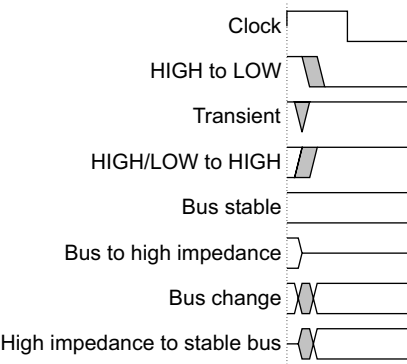 Clock
HIGH to LOW
Transient
HIGH/LOW to HIGH
Bus stable
Bus to high impedance
Bus change
High impedance to stable bus